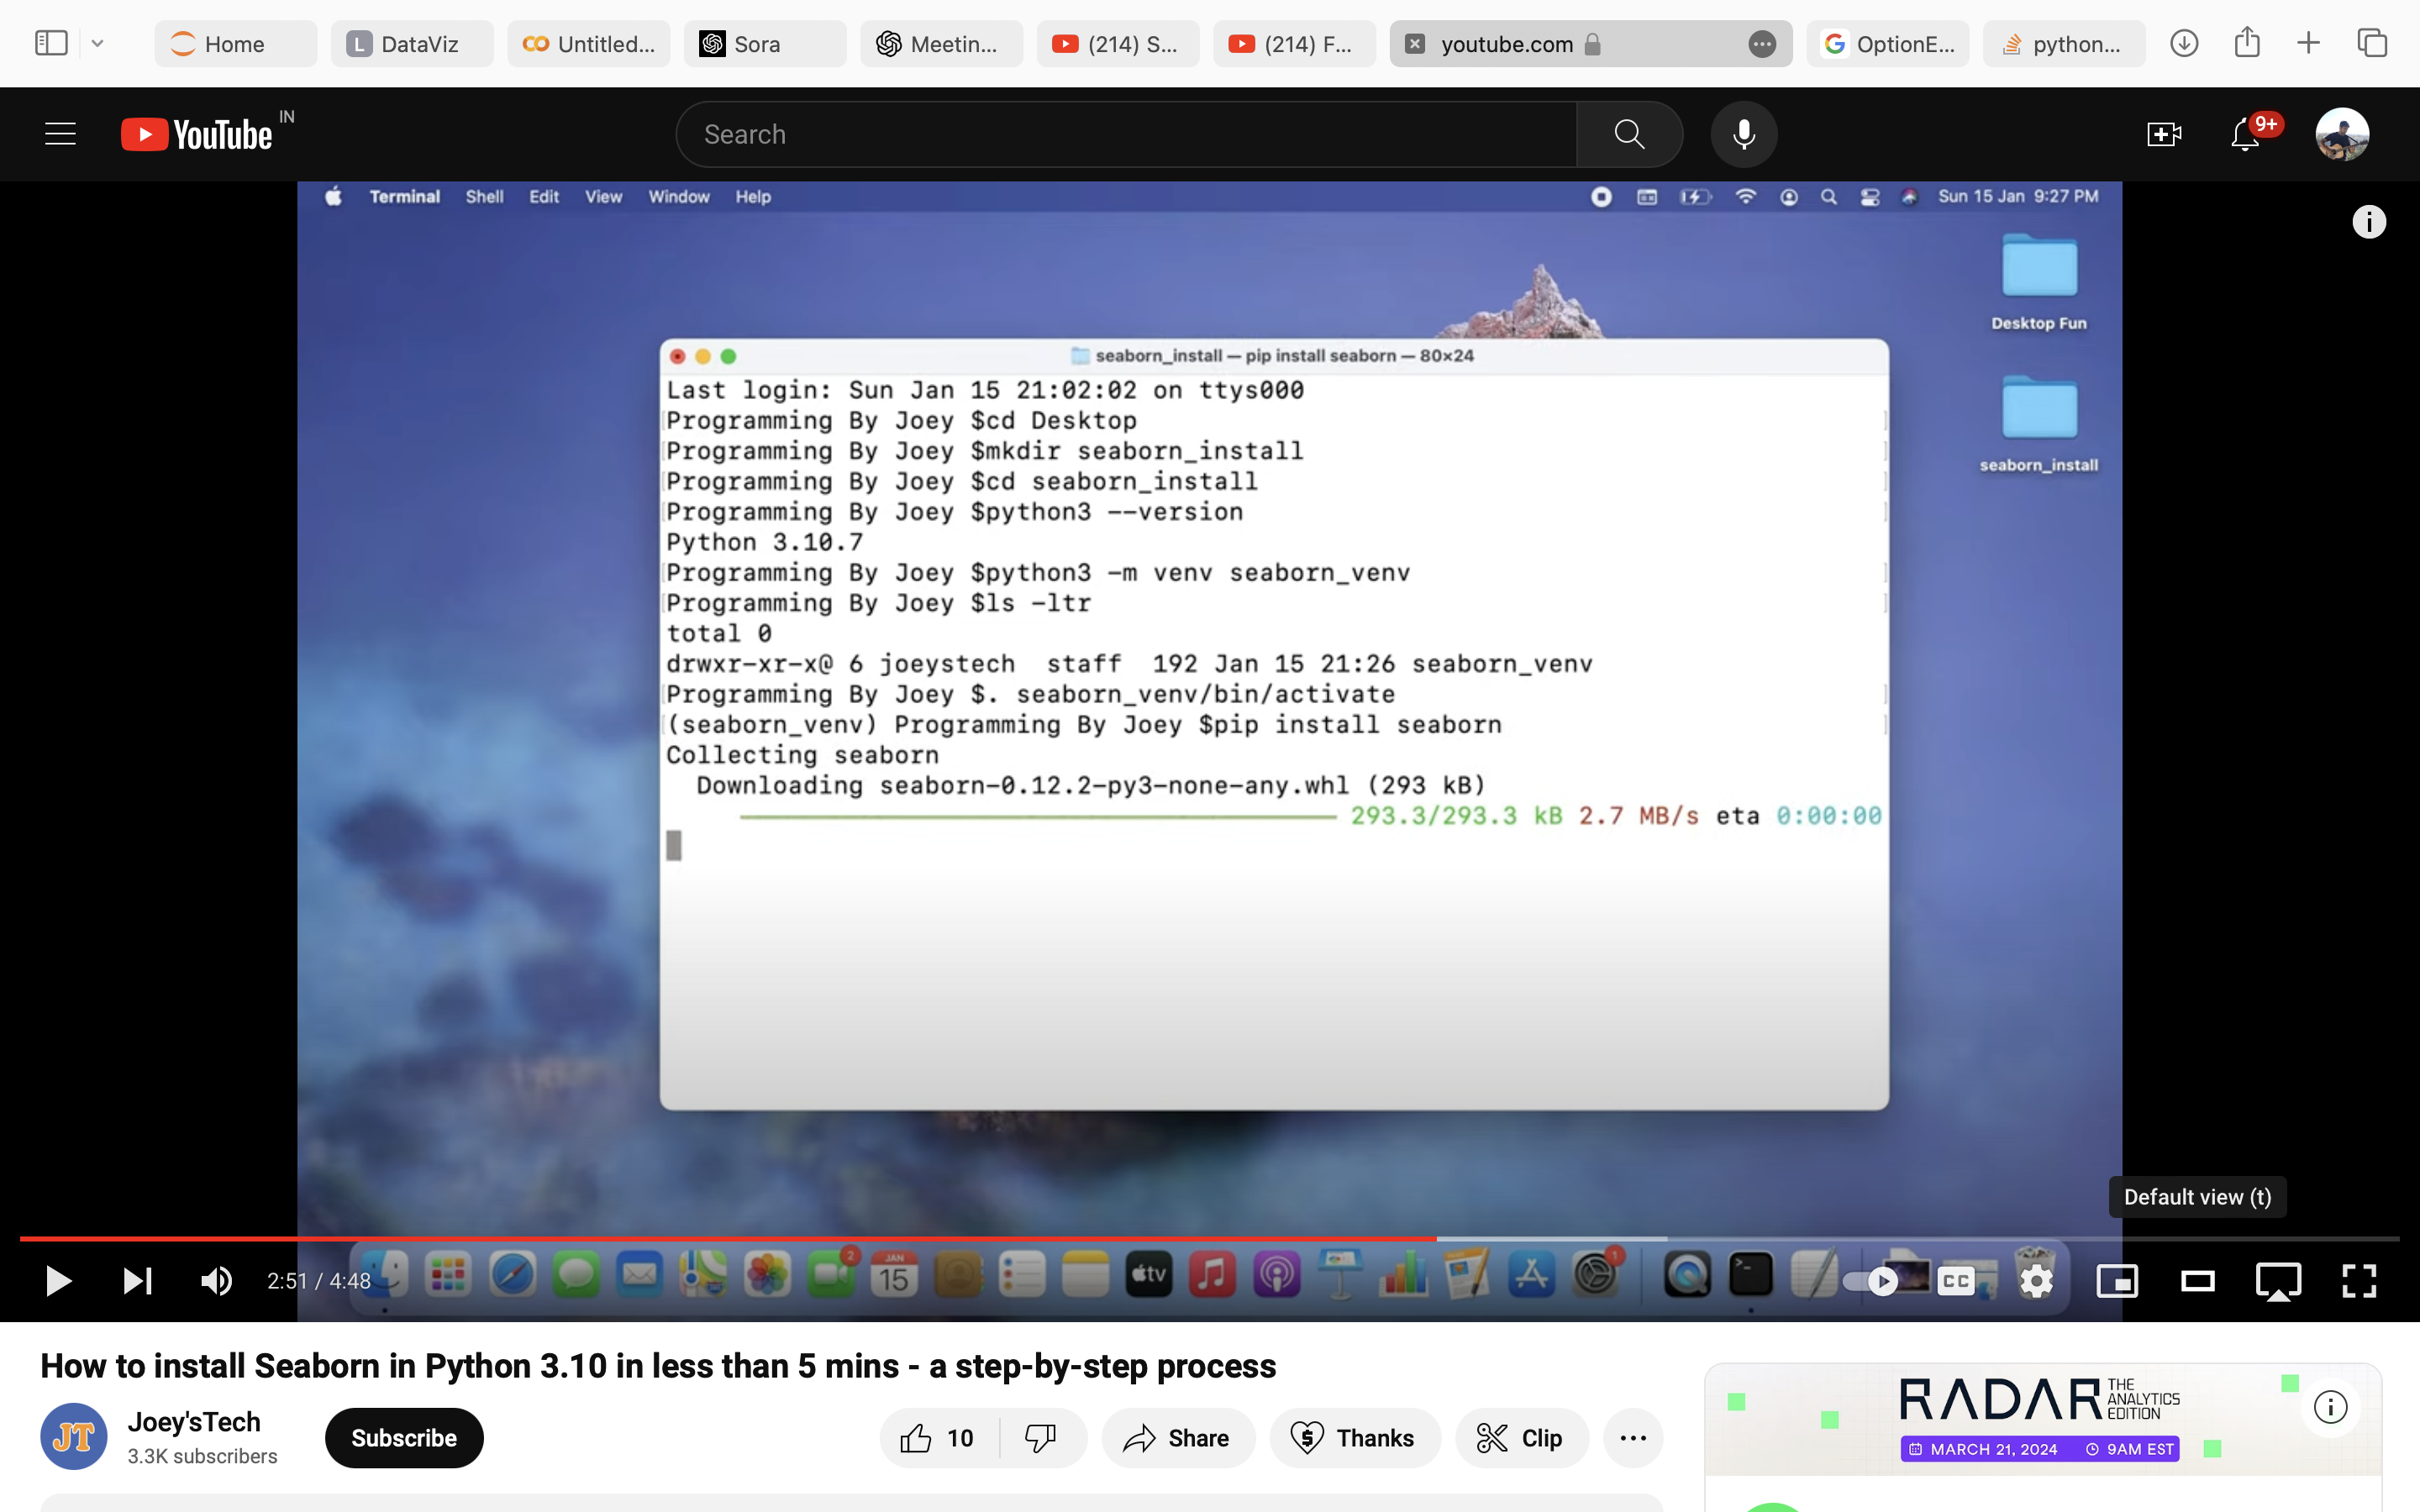 Home
DataViz
Untitled...
Sora
Meetin...
(214) S...
(214) F...
youtube.com
OptionE...
python...
YouTube IN
Search
9+
Terminal Shell Edit View Window Help
Sun 15 Jan 9:27 PM
Desktop Fun
seaborn_install
seaborn_install — pip install seaborn — 80×24
Last login: Sun Jan 15 21:02:02 on ttys000
Programming By Joey $cd Desktop
Programming By Joey $mkdir seaborn_install
Programming By Joey $cd seaborn_install
Programming By Joey $python3 --version
Python 3.10.7
Programming By Joey $python3 -m venv seaborn_venv
Programming By Joey $ls -ltr
total 0
drwxr-xr-x@ 6 joeystech  staff  192 Jan 15 21:26 seaborn_venv
Programming By Joey $. seaborn_venv/bin/activate
(seaborn_venv) Programming By Joey $pip install seaborn
Collecting seaborn
  Downloading seaborn-0.12.2-py3-none-any.whl (293 kB)
293.3/293.3 kB 2.7 MB/s eta 0:00:00
Default view (t)
2:51 / 4:48
2
JAN
15
tv
1
CC
How to install Seaborn in Python 3.10 in less than 5 mins - a step-by-step process
JT
Joey'sTech
3.3K subscribers
Subscribe
10
Share
Thanks
Clip
RADAR THE ANALYTICS EDITION
MARCH 21, 2024 9AM EST